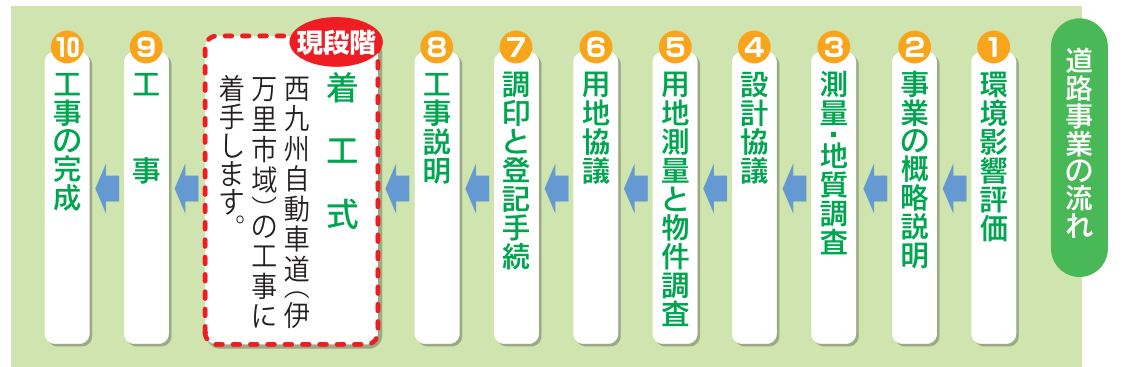 道路事業の流れ
1
環境影響評価
2
事業の概略説明
3
測量・地質調査
4
設計協議
5
用地測量と物件調査
6
用地協議
7
調印と登記手続
8
工事説明
現段階
着工式
西九州自動車道（伊
万里市域）の工事に
着手します。
9
工事
10
工事の完成